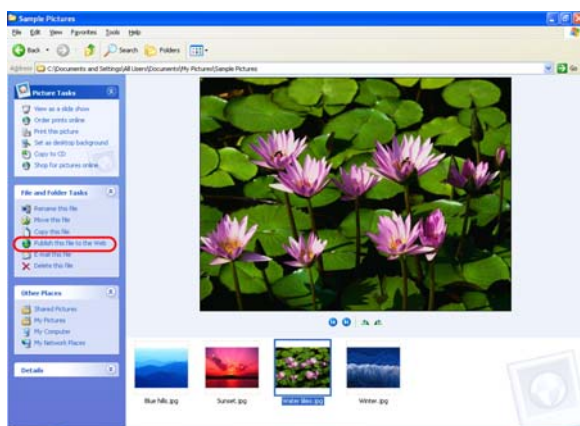 Sample Pictures
File Edit View Favorites Tools Help
Back Search Folders
Address C:\Documents and Settings\All Users\Documents\My Pictures\Sample Pictures Go
Picture Tasks
View as a slide show
Order prints online
Print this picture
Set as desktop background
Copy to CD
Shop for pictures online
File and Folder Tasks
Rename this file
Move this file
Copy this file
Publish this file to the Web
E-mail this file
Delete this file
Other Places
Shared Pictures
My Pictures
My Computer
My Network Places
Details
Blue hills.jpg Sunset.jpg Water lilies.jpg Winter.jpg